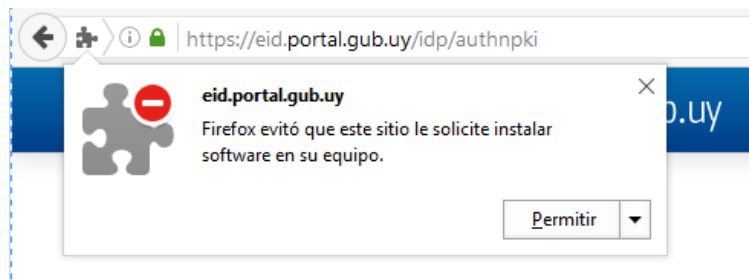 https://eid.portal.gub.uy/idp/authnpki
eid.portal.gub.uy
Firefox evitó que este sitio le solicite instalar
software en su equipo.
Permitir
.uy